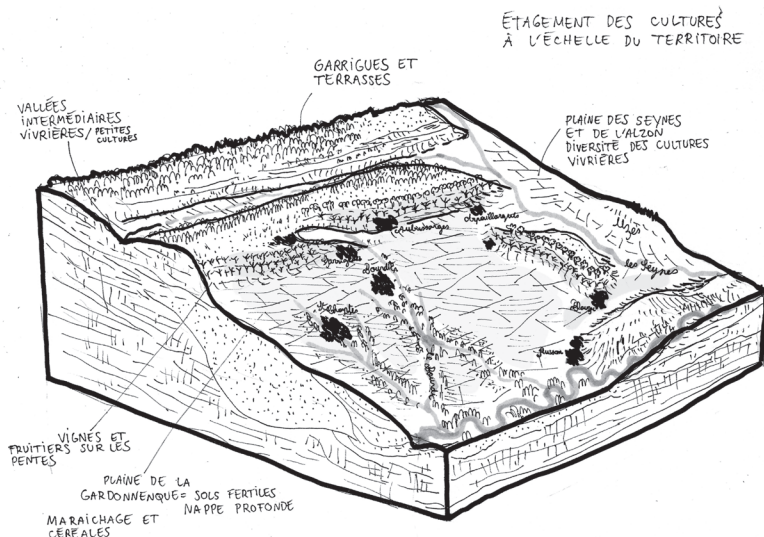 ÉTAGEMENT DES CULTURES
À L'ÉCHELLE DU TERRITOIRE
GARRIGUES ET
TERRASSES
VALLÉES
INTERMÉDIAIRES
VIVRIÈRES/ PETITES
CULTURES
PLAINE DES SEYNES
ET DE L'ALZON
DIVERSITÉ DES CULTURES
VIVRIÈRES
Uzès
les Seynes
VIGNES ET
FRUITIERS SUR LES
PENTES
PLAINE DE LA
GARDONNENQUE = SOLS FERTILES
NAPPE PROFONDE
MARAICHAGE ET
CÉRÉALES